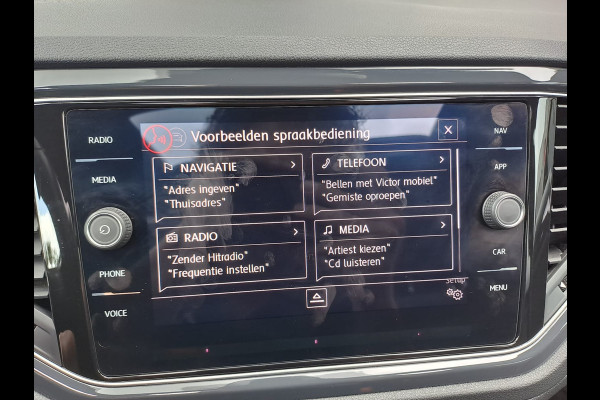 RADIO
MEDIA
PHONE
VOICE
Voorbeelden spraakbediening
NAVIGATIE
"Adres ingeven"
"Thuisadres"
TELEFOON
"Bellen met Victor mobiel"
"Gemiste oproepen"
RADIO
"Zender Hitradio"
"Frequentie instellen"
MEDIA
"Artiest kiezen"
"Cd luisteren"
Setup
NAV
APP
CAR
MENU